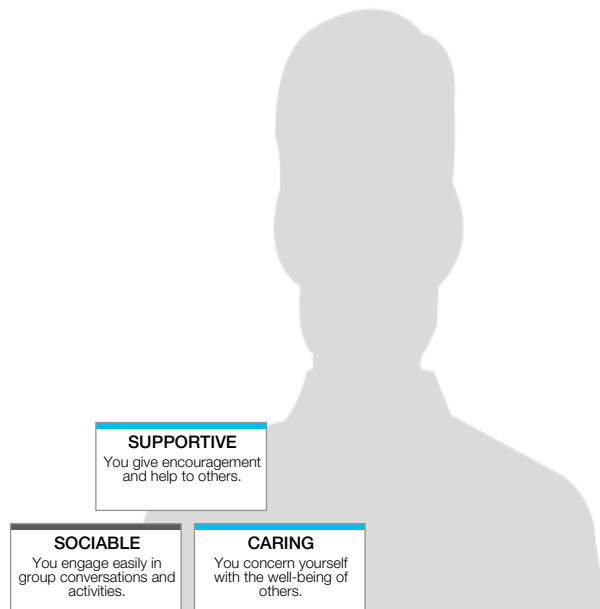 SUPPORTIVE
You give encouragement
and help to others.
SOCIABLE
You engage easily in
group conversations and
activities.
CARING
You concern yourself
with the well-being of
others.